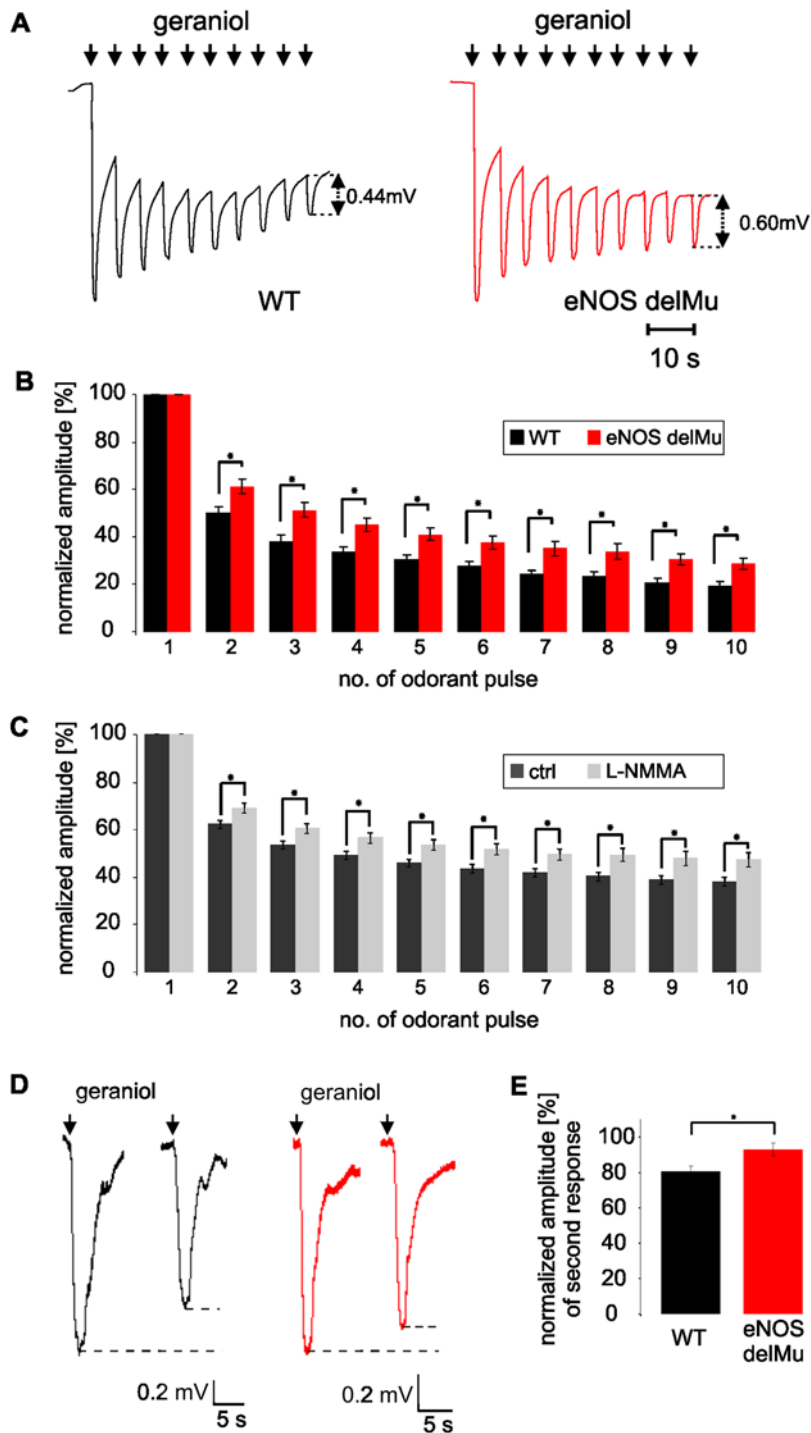 A
geraniol
geraniol
0.44mV
0.60mV
WT
eNOS delMu
10 s
B
normalized amplitude [%]
100
80
60
40
20
0
WT
eNOS delMu
* * * * * * * * *
1 2 3 4 5 6 7 8 9 10
no. of odorant pulse
C
normalized amplitude [%]
100
80
60
40
20
0
ctrl
L-NMMA
* * * * * * * * *
1 2 3 4 5 6 7 8 9 10
no. of odorant pulse
D
geraniol
geraniol
0.2 mV
5 s
0.2 mV
5 s
E
normalized amplitude [%]
of second response
100
80
60
40
20
0
*
WT
eNOS
delMu